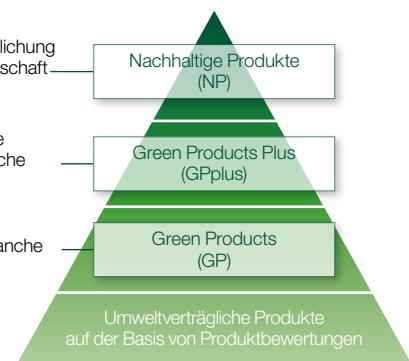 lichung
schaft
Nachhaltige Produkte
(NP)
e
che
Green Products Plus
(GPplus)
anche
Green Products
(GP)
Umweltverträgliche Produkte
auf der Basis von Produktbewertungen